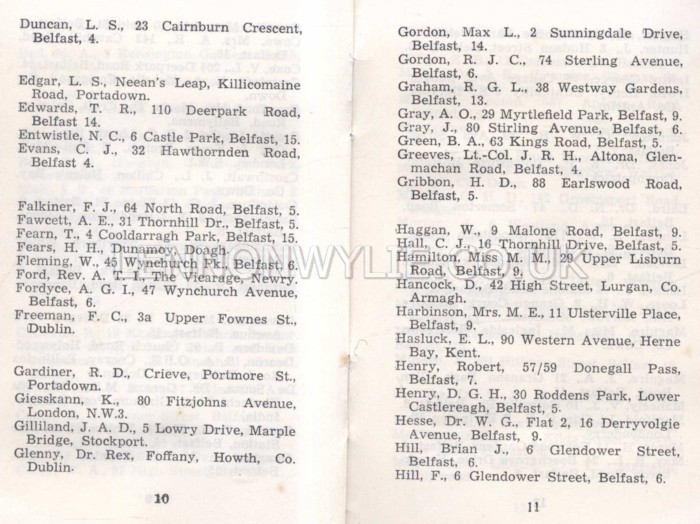 Duncan, L. S., 23 Cairnburn Crescent,
Belfast, 4.
Edgar, L. S., Neean's Leap, Killicomaine
Road, Portadown.
Edwards, T. R., 110 Deerpark Road,
Belfast 14.
Entwistle, N. C., 6 Castle Park, Belfast, 15.
Evans, C. J., 32 Hawthornden Road,
Belfast 4.
Falkiner, F. J., 64 North Road, Belfast, 5.
Fawcett, A. E., 31 Thornhill Dr., Belfast, 5.
Fearn, T., 4 Cooldarragh Park, Belfast, 15.
Fears, H. H., Dunamoy Doagh.
Fleming, W., 45 Wynchurch Pk., Belfast, 6.
Ford, Rev. A. T. I., The Vicarage, Newry.
Fordyce, A. G. I., 47 Wynchurch Avenue,
Belfast, 6.
Freeman, F. C., 3a Upper Fownes St.,
Dublin.
Gardiner, R. D., Crieve, Portmore St.,
Portadown.
Giesskann, K., 80 Fitzjohns Avenue,
London, N.W.3.
Gilliland, J. A. D., 5 Lowry Drive, Marple
Bridge, Stockport.
Glenny, Dr. Rex, Foffany, Howth, Co.
Dublin.
10
Gordon, Max L., 2 Sunningdale Drive,
Belfast, 14.
Gordon, R. J. C., 74 Sterling Avenue,
Belfast, 6.
Graham, R. G. L., 38 Westway Gardens,
Belfast, 13.
Gray, A. O., 29 Myrtlefield Park, Belfast, 9.
Gray, J., 80 Stirling Avenue, Belfast, 6.
Green, B. A., 63 Kings Road, Belfast, 5.
Greeves, Lt.-Col. J. R. H., Altona, Glen-
machan Road, Belfast, 4.
Gribbon, H. D., 88 Earlswood Road,
Belfast, 5.
Haggan, W., 9 Malone Road, Belfast, 9.
Hall, C. J., 16 Thornhill Drive, Belfast, 5.
Hamilton, Miss M. M., 29 Upper Lisburn
Road, Belfast, 9.
Hancock, D., 42 High Street, Lurgan, Co.
Armagh.
Harbinson, Mrs. M. E., 11 Ulsterville Place,
Belfast, 9.
Hasluck, E. L., 90 Western Avenue, Herne
Bay, Kent.
Henry, Robert, 57/59 Donegall Pass,
Belfast, 7.
Henry, D. G. H., 30 Roddens Park, Lower
Castlereagh, Belfast, 5.
Hesse, Dr. W. G., Flat 2, 16 Derryvolgie
Avenue, Belfast, 9.
Hill, Brian J., 6 Glendower Street,
Belfast, 6.
Hill, F., 6 Glendower Street, Belfast, 6.
11